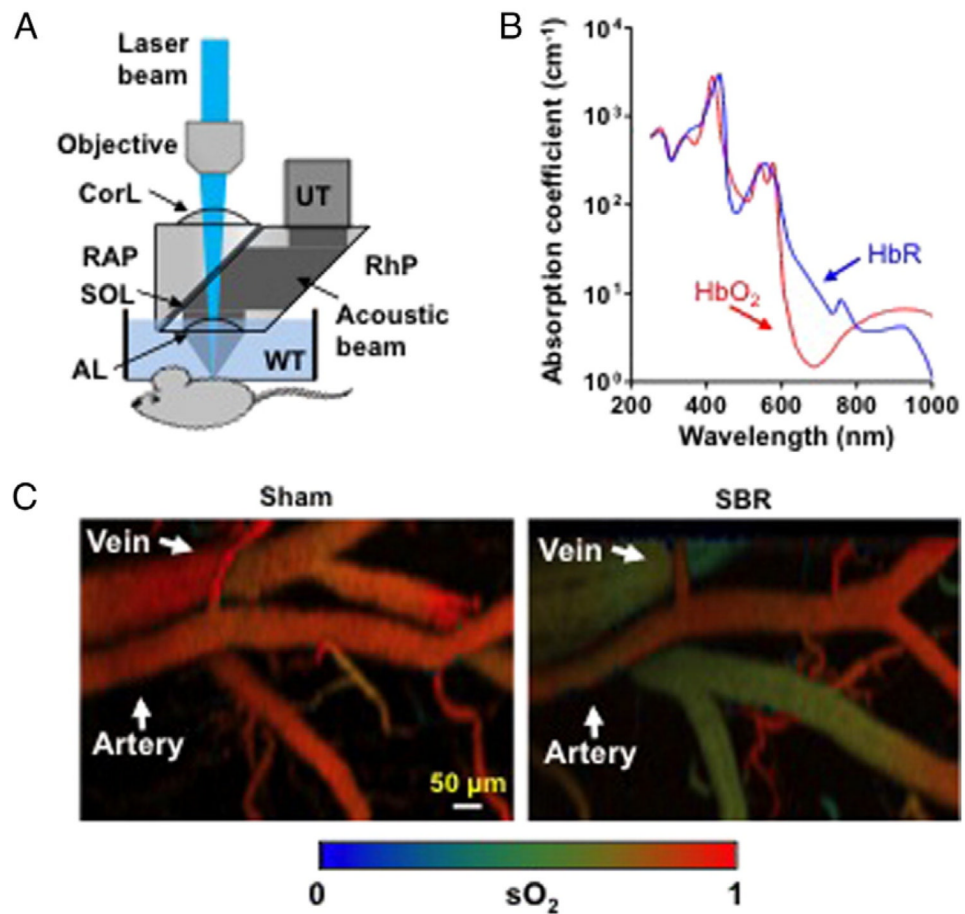 A
Laser
beam
Objective
CorL
UT
RAP
RhP
SOL
Acoustic
beam
AL
WT
B
Absorption coefficient (cm⁻¹)
10⁴
10³
10²
10¹
10⁰
HbR
HbO₂
200 400 600 800 1000
Wavelength (nm)
C
Sham
SBR
Vein
Artery
50 µm
Vein
Artery
0 1
sO₂